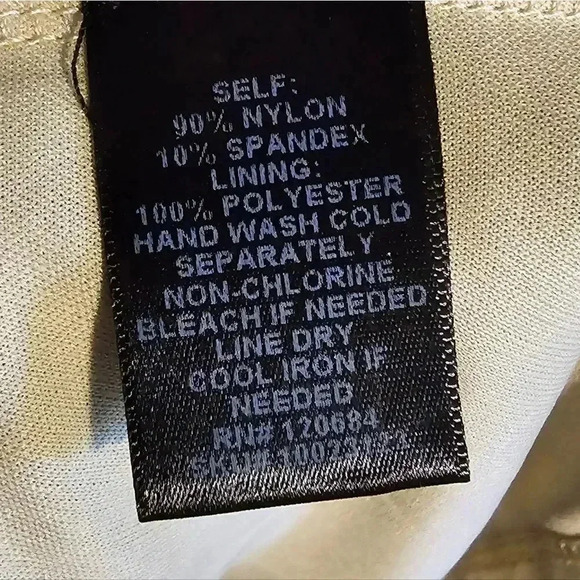 SELF:
90% NYLON
10% SPANDEX
LINING:
100% POLYESTER
HAND WASH COLD
SEPARATELY
NON-CHLORINE
BLEACH IF NEEDED
LINE DRY
COOL IRON IF
NEEDED
RN# 120684
SKU#